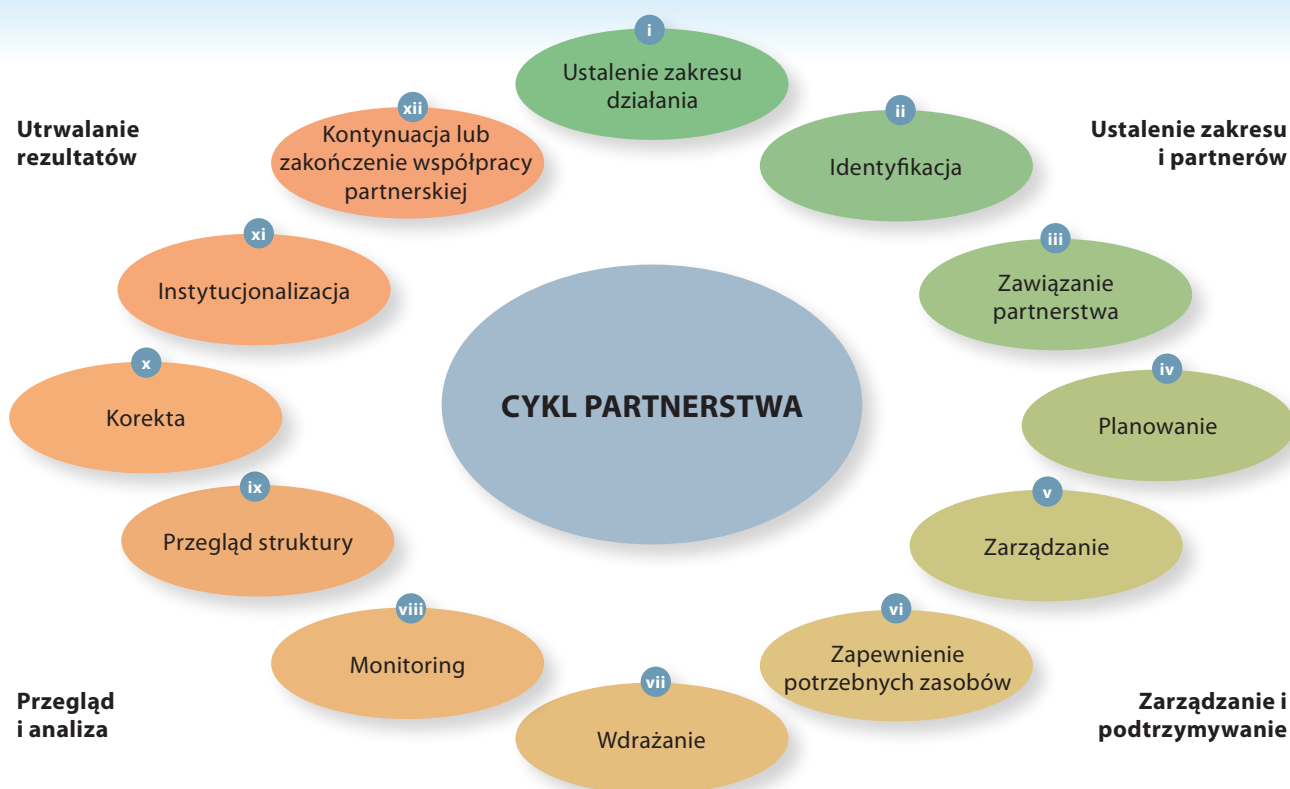 i
Ustalenie zakresu
działania
ii
Identyfikacja
Ustalenie zakresu
i partnerów
iii
Zawiązanie
partnerstwa
iv
Planowanie
v
Zarządzanie
vi
Zapewnienie
potrzebnych zasobów
Zarządzanie i
podtrzymywanie
vii
Wdrażanie
viii
Monitoring
Przegląd
i analiza
ix
Przegląd struktury
x
Korekta
xi
Instytucjonalizacja
xii
Kontynuacja lub
zakończenie współpracy
partnerskiej
Utrwalanie
rezultatów
CYKL PARTNERSTWA